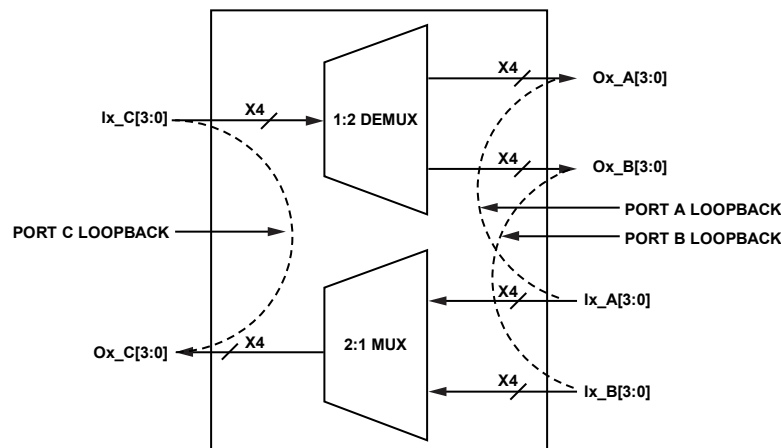 X4
Ox_A[3:0]
Ix_C[3:0]
X4
1:2 DEMUX
X4
Ox_B[3:0]
PORT A LOOPBACK
PORT C LOOPBACK
PORT B LOOPBACK
X4
Ix_A[3:0]
Ox_C[3:0]
X4
2:1 MUX
X4
Ix_B[3:0]